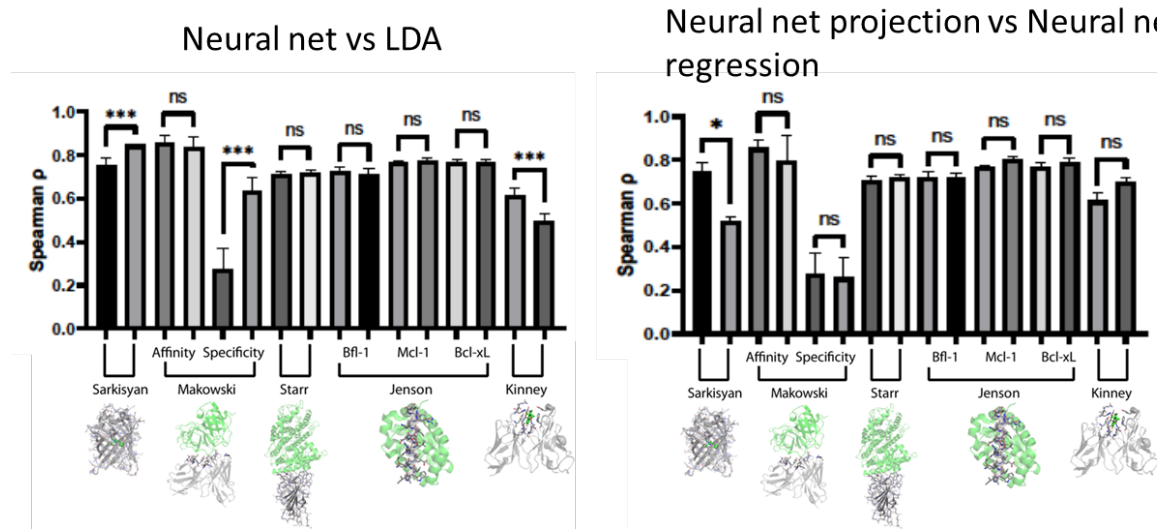 Neural net vs LDA
Spearman ρ
1.0
0.8
0.6
0.4
0.2
0.0
***
ns
***
ns
ns
ns
ns
***
Affinity Specificity
Bfl-1 Mcl-1 Bcl-xL
Sarkisyan Makowski Starr Jenson Kinney
Neural net projection vs Neural ne
regression
Spearman ρ
1.0
0.8
0.6
0.4
0.2
0.0
*
ns
ns
ns
ns
ns
ns
ns
Affinity Specificity
Bfl-1 Mcl-1 Bcl-xL
Sarkisyan Makowski Starr Jenson Kinney